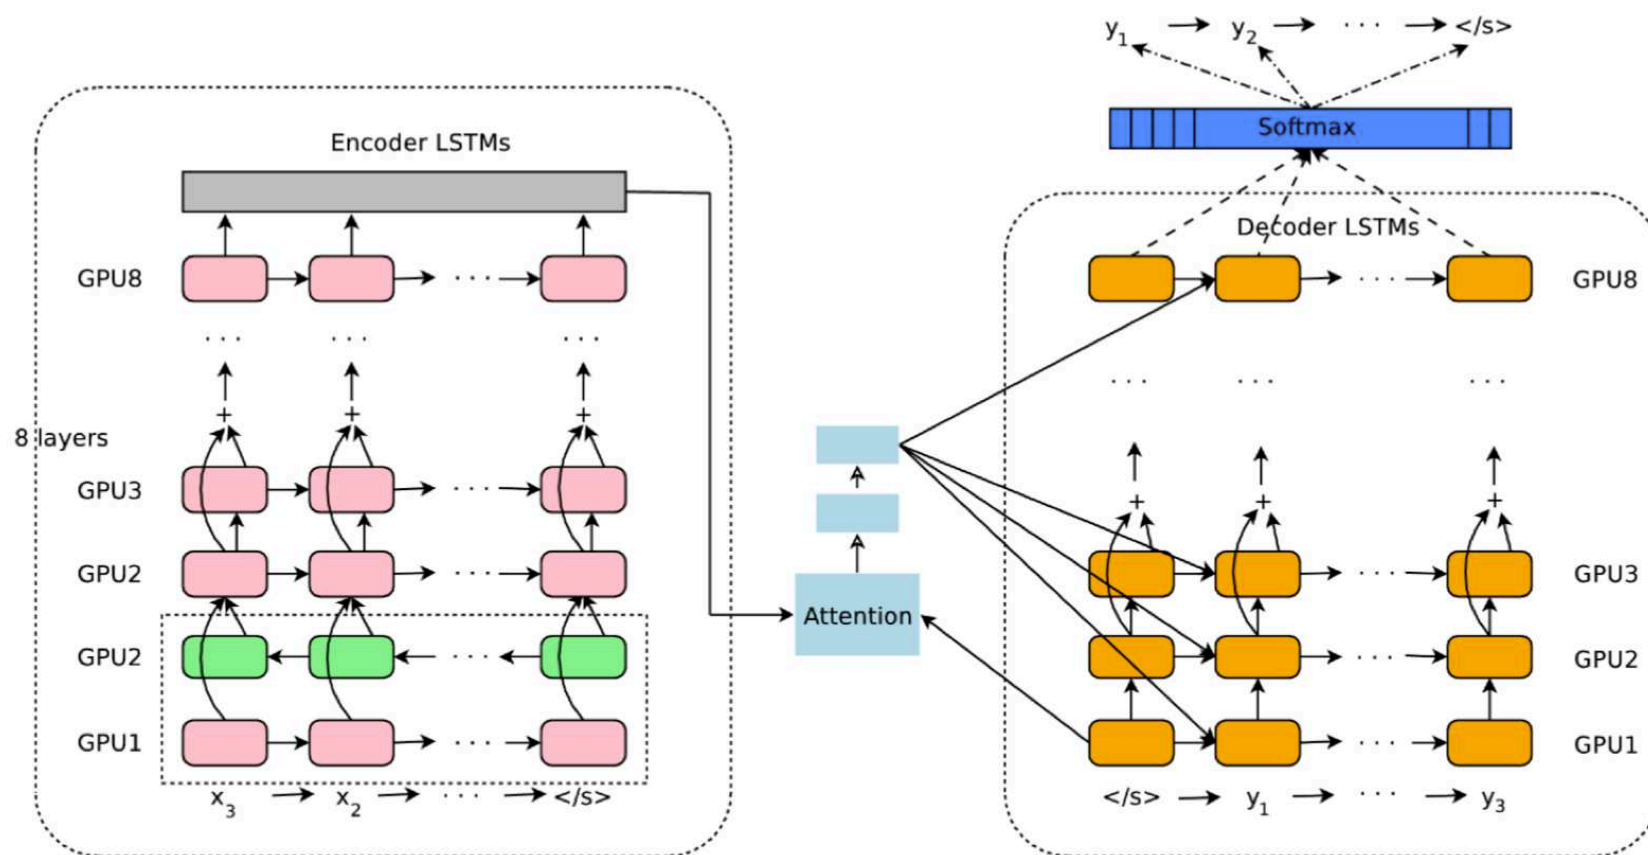 y1 y2 ... </s>
Softmax
Encoder LSTMs
Decoder LSTMs
GPU8
GPU8
... ... ...
... ... ...
+ + +
8 layers
GPU3
+ + +
GPU2
GPU3
Attention
GPU2
GPU2
GPU1
GPU1
x3 x2 ... </s>
</s> y1 ... y3